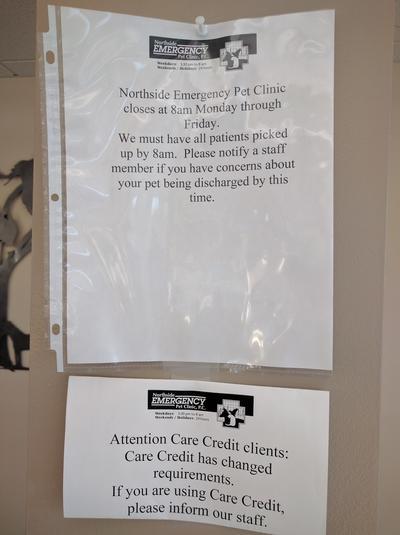 Northside
EMERGENCY
Pet Clinic, P.C.
Northside Emergency Pet Clinic
closes at 8am Monday through
Friday.
We must have all patients picked
up by 8am. Please notify a staff
member if you have concerns about
your pet being discharged by this
time.
Northside
EMERGENCY
Pet Clinic, P.C.
Attention Care Credit clients:
Care Credit has changed
requirements.
If you are using Care Credit,
please inform our staff.